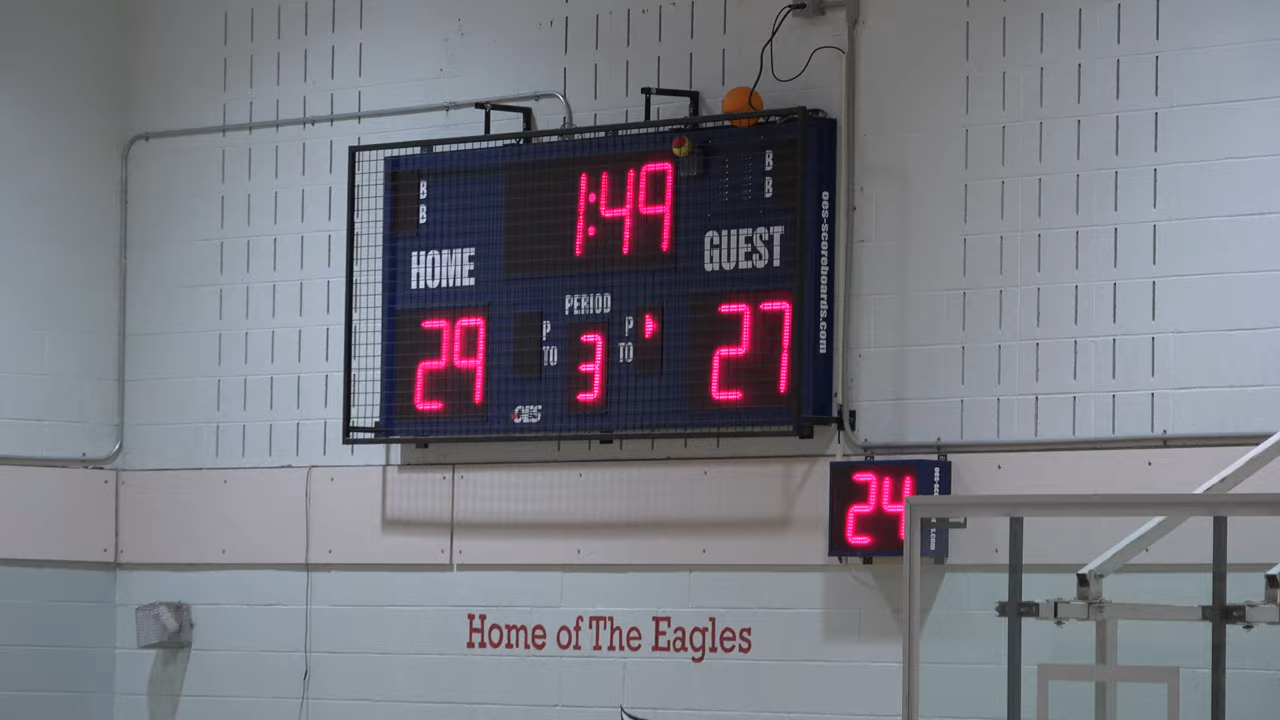 B
B
1:49
B
B
HOME
GUEST
PERIOD
29
P
TO
3
P
TO
27
OES
oes-scoreboards.com
24
Home of The Eagles